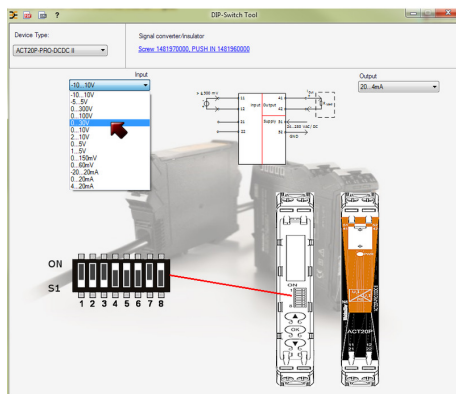 DIP-Switch Tool
Device Type:
ACT20P-PRO-DCDC II
Signal converter/insulator
Screw 1481970000, PUSH IN 1481960000
Input
-10...10V
-10...10V
-5...5V
0...300V
0...100V
0...30V
0...10V
2...10V
0...5V
1...5V
0...150mV
0...60mV
-20...20mA
0...20mA
4...20mA
Output
20...4mA
Input Output
Supply
GND
ON
S1
1 2 3 4 5 6 7 8
ON
OK
ACT20P